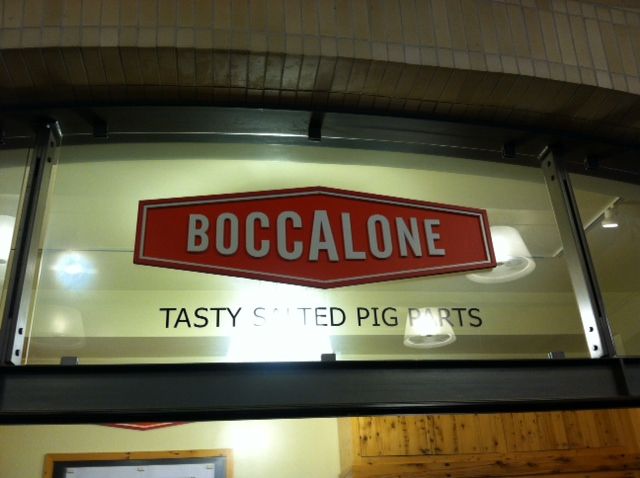 BOCCALONE
TASTY SALTED PIG PARTS